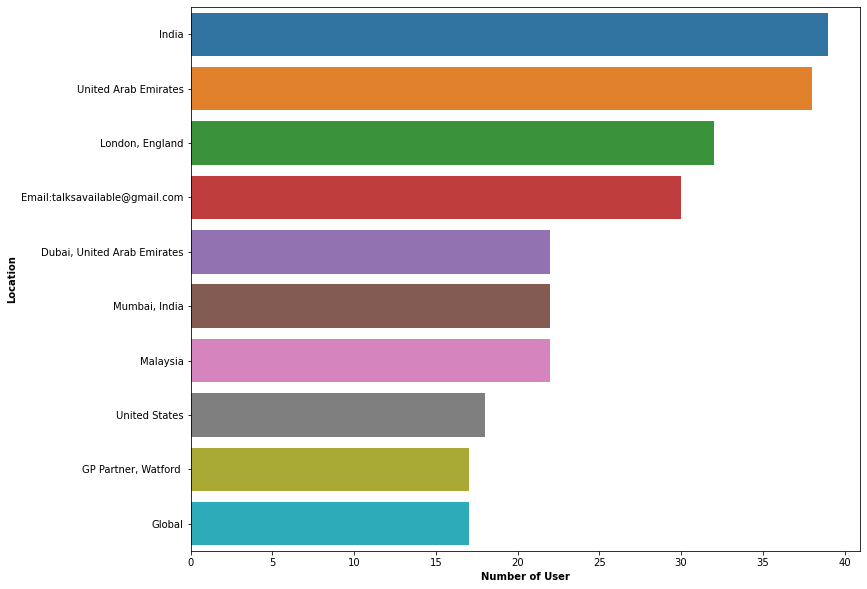 India
United Arab Emirates
London, England
Email:talksavailable@gmail.com
Dubai, United Arab Emirates
Mumbai, India
Malaysia
United States
GP Partner, Watford
Global
Location
0 5 10 15 20 25 30 35 40
Number of User